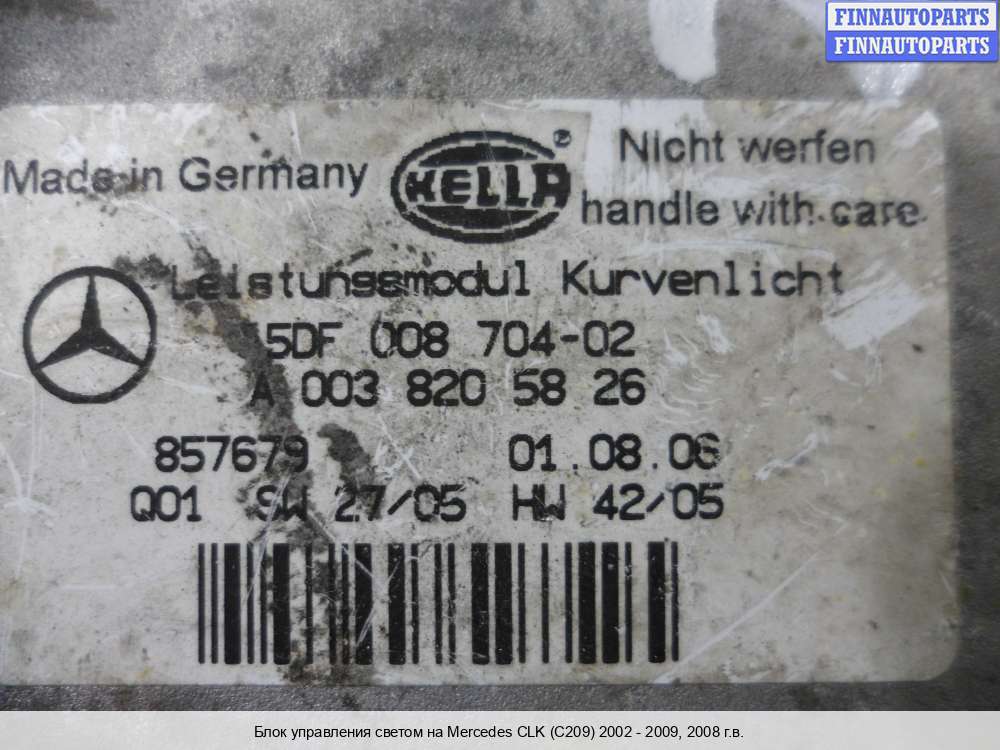 FINNAUTOPARTS
FINNAUTOPARTS
Made in Germany
HELLA ®
Nicht werfen
handle with care
Leistungsmodul Kurvenlicht
5DF 008 704-02
A 003 820 58 26
857679 01.08.06
Q01 SW 27/05 HW 42/05
Блок управления светом на Mercedes CLK (C209) 2002 - 2009, 2008 г.в.